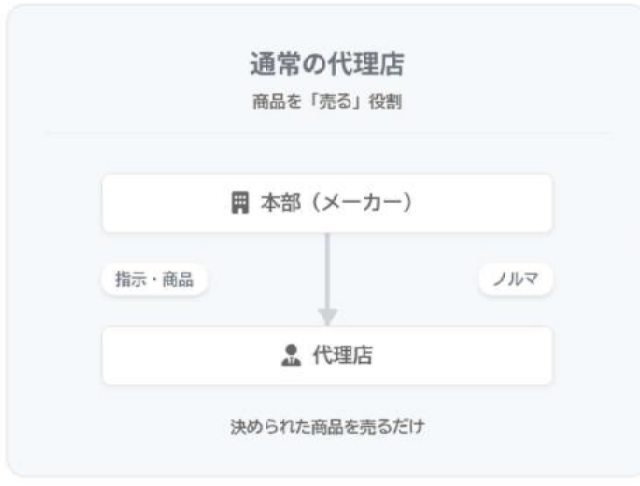 通常の代理店
商品を「売る」役割
本部（メーカー）
指示・商品
ノルマ
代理店
決められた商品を売るだけ